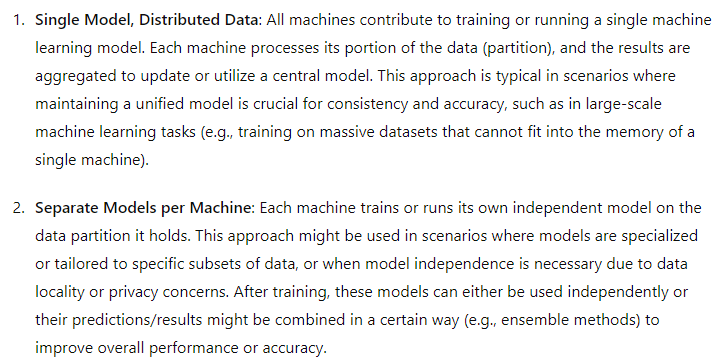 1. Single Model, Distributed Data: All machines contribute to training or running a single machine
learning model. Each machine processes its portion of the data (partition), and the results are
aggregated to update or utilize a central model. This approach is typical in scenarios where
maintaining a unified model is crucial for consistency and accuracy, such as in large-scale
machine learning tasks (e.g., training on massive datasets that cannot fit into the memory of a
single machine).
2. Separate Models per Machine: Each machine trains or runs its own independent model on the
data partition it holds. This approach might be used in scenarios where models are specialized
or tailored to specific subsets of data, or when model independence is necessary due to data
locality or privacy concerns. After training, these models can either be used independently or
their predictions/results might be combined in a certain way (e.g., ensemble methods) to
improve overall performance or accuracy.